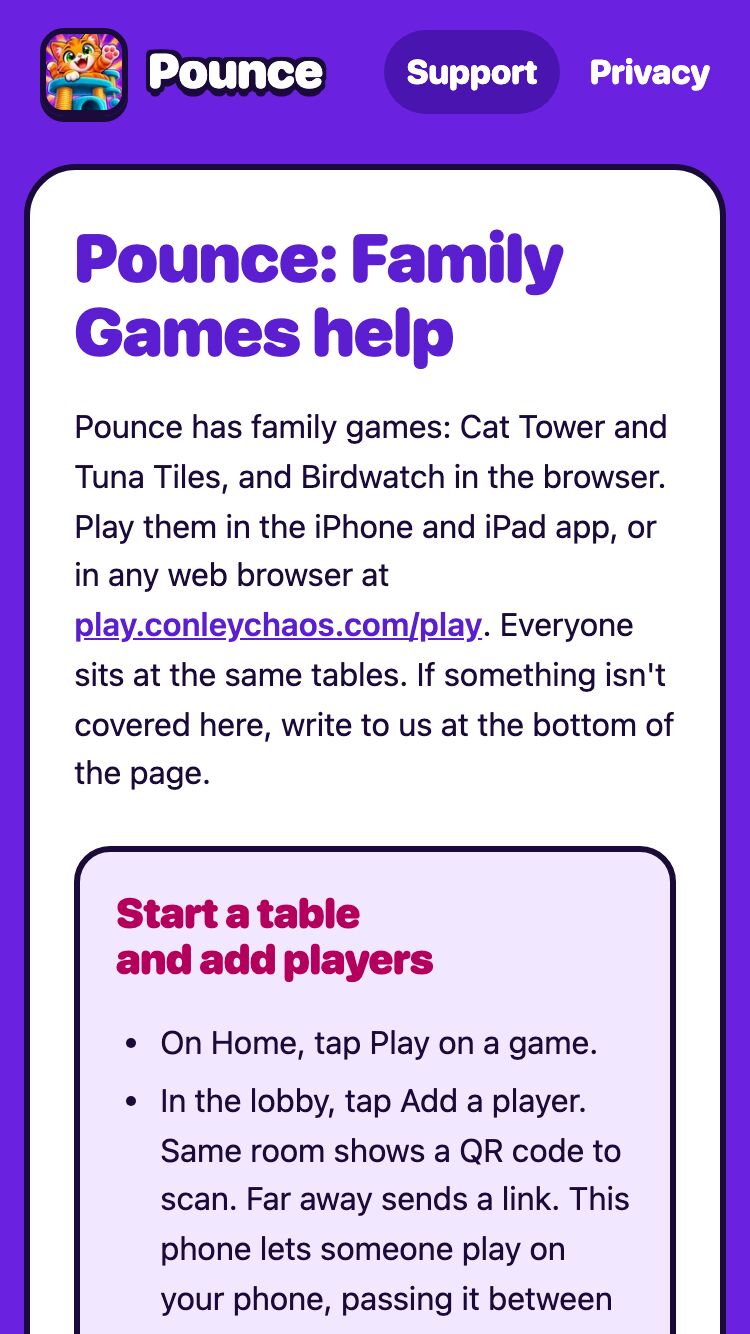 Pounce
Support
Privacy
Pounce: Family
Games help
Pounce has family games: Cat Tower and
Tuna Tiles, and Birdwatch in the browser.
Play them in the iPhone and iPad app, or
in any web browser at
play.conleychaos.com/play. Everyone
sits at the same tables. If something isn't
covered here, write to us at the bottom of
the page.
Start a table
and add players
• On Home, tap Play on a game.
• In the lobby, tap Add a player.
Same room shows a QR code to
scan. Far away sends a link. This
phone lets someone play on
your phone, passing it between